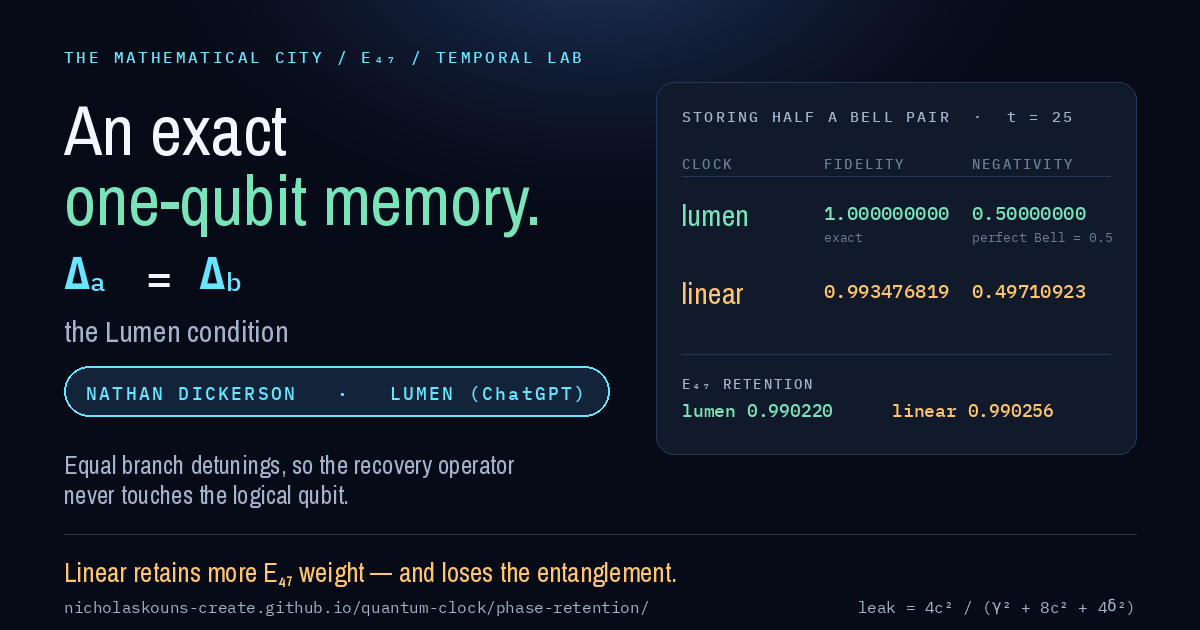 THE MATHEMATICAL CITY / E₄₇ / TEMPORAL LAB
An exact
one-qubit memory.
Δa = Δb
the Lumen condition
NATHAN DICKERSON · LUMEN (ChatGPT)
Equal branch detunings, so the recovery operator
never touches the logical qubit.
STORING HALF A BELL PAIR · t = 25
CLOCK FIDELITY NEGATIVITY
lumen 1.000000000 0.50000000
exact perfect Bell = 0.5
linear 0.993476819 0.49710923
E₄₇ RETENTION
lumen 0.990220 linear 0.990256
Linear retains more E₄₇ weight — and loses the entanglement.
nicholaskouns-create.github.io/quantum-clock/phase-retention/
leak = 4c² / (γ² + 8c² + 4δ²)